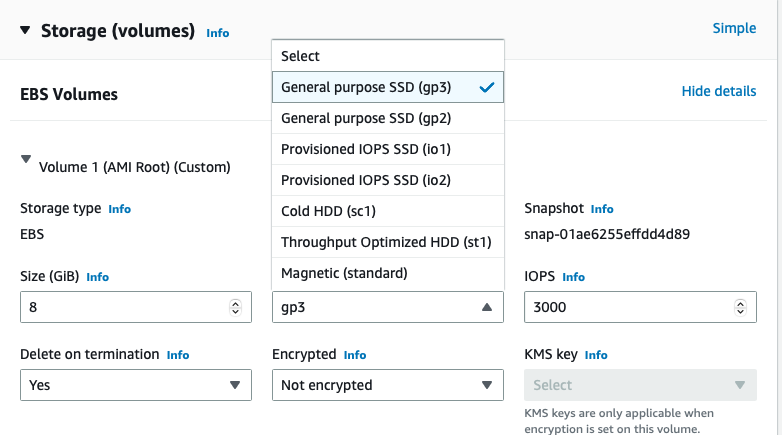 Storage (volumes) Info
Simple
EBS Volumes
Hide details
Volume 1 (AMI Root) (Custom)
Select
General purpose SSD (gp3)
General purpose SSD (gp2)
Provisioned IOPS SSD (io1)
Provisioned IOPS SSD (io2)
Cold HDD (sc1)
Throughput Optimized HDD (st1)
Magnetic (standard)
Storage type Info
EBS
Snapshot Info
snap-01ae6255effdd4d89
Size (GiB) Info
8
gp3
IOPS Info
3000
Delete on termination Info
Yes
Encrypted Info
Not encrypted
KMS key Info
Select
KMS keys are only applicable when
encryption is set on this volume.